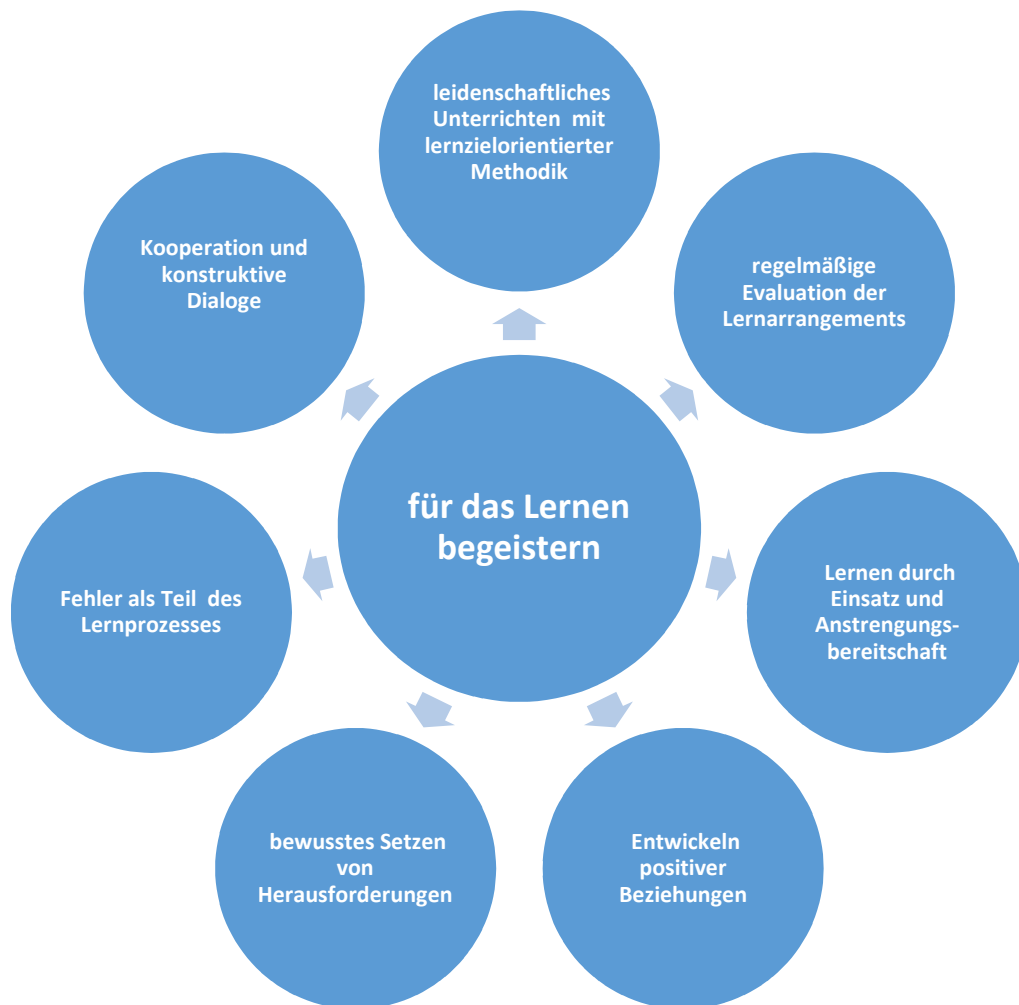 leidenschaftliches
Unterrichten mit
lernzielorientierter
Methodik
Kooperation und
konstruktive
Dialoge
regelmäßige
Evaluation der
Lernarrangements
für das Lernen
begeistern
Fehler als Teil des
Lernprozesses
Lernen durch
Einsatz und
Anstrengungs-
bereitschaft
bewusstes Setzen
von
Herausforderungen
Entwickeln
positiver
Beziehungen